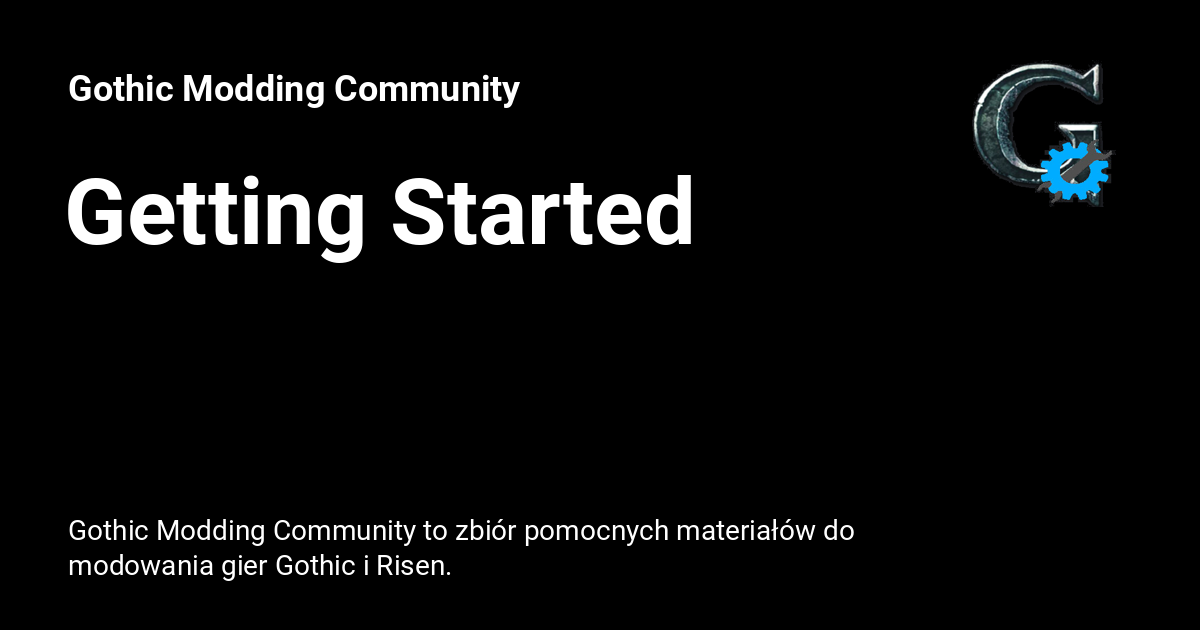 Gothic Modding Community
Getting Started
Gothic Modding Community to zbiór pomocnych materiałów do
modowania gier Gothic i Risen.